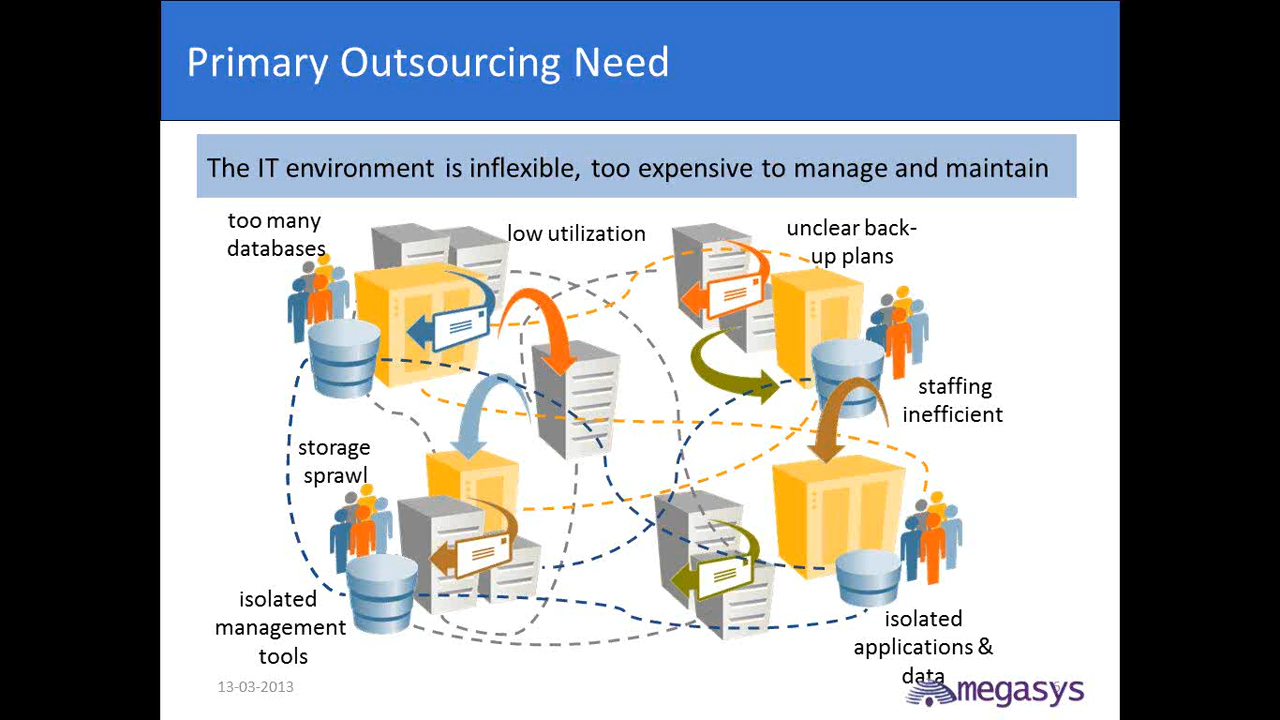 Primary Outsourcing Need
The IT environment is inflexible, too expensive to manage and maintain
too many
databases
low utilization
unclear back-
up plans
staffing
inefficient
storage
sprawl
isolated
management
tools
isolated
applications &
data
13-03-2013
megasys